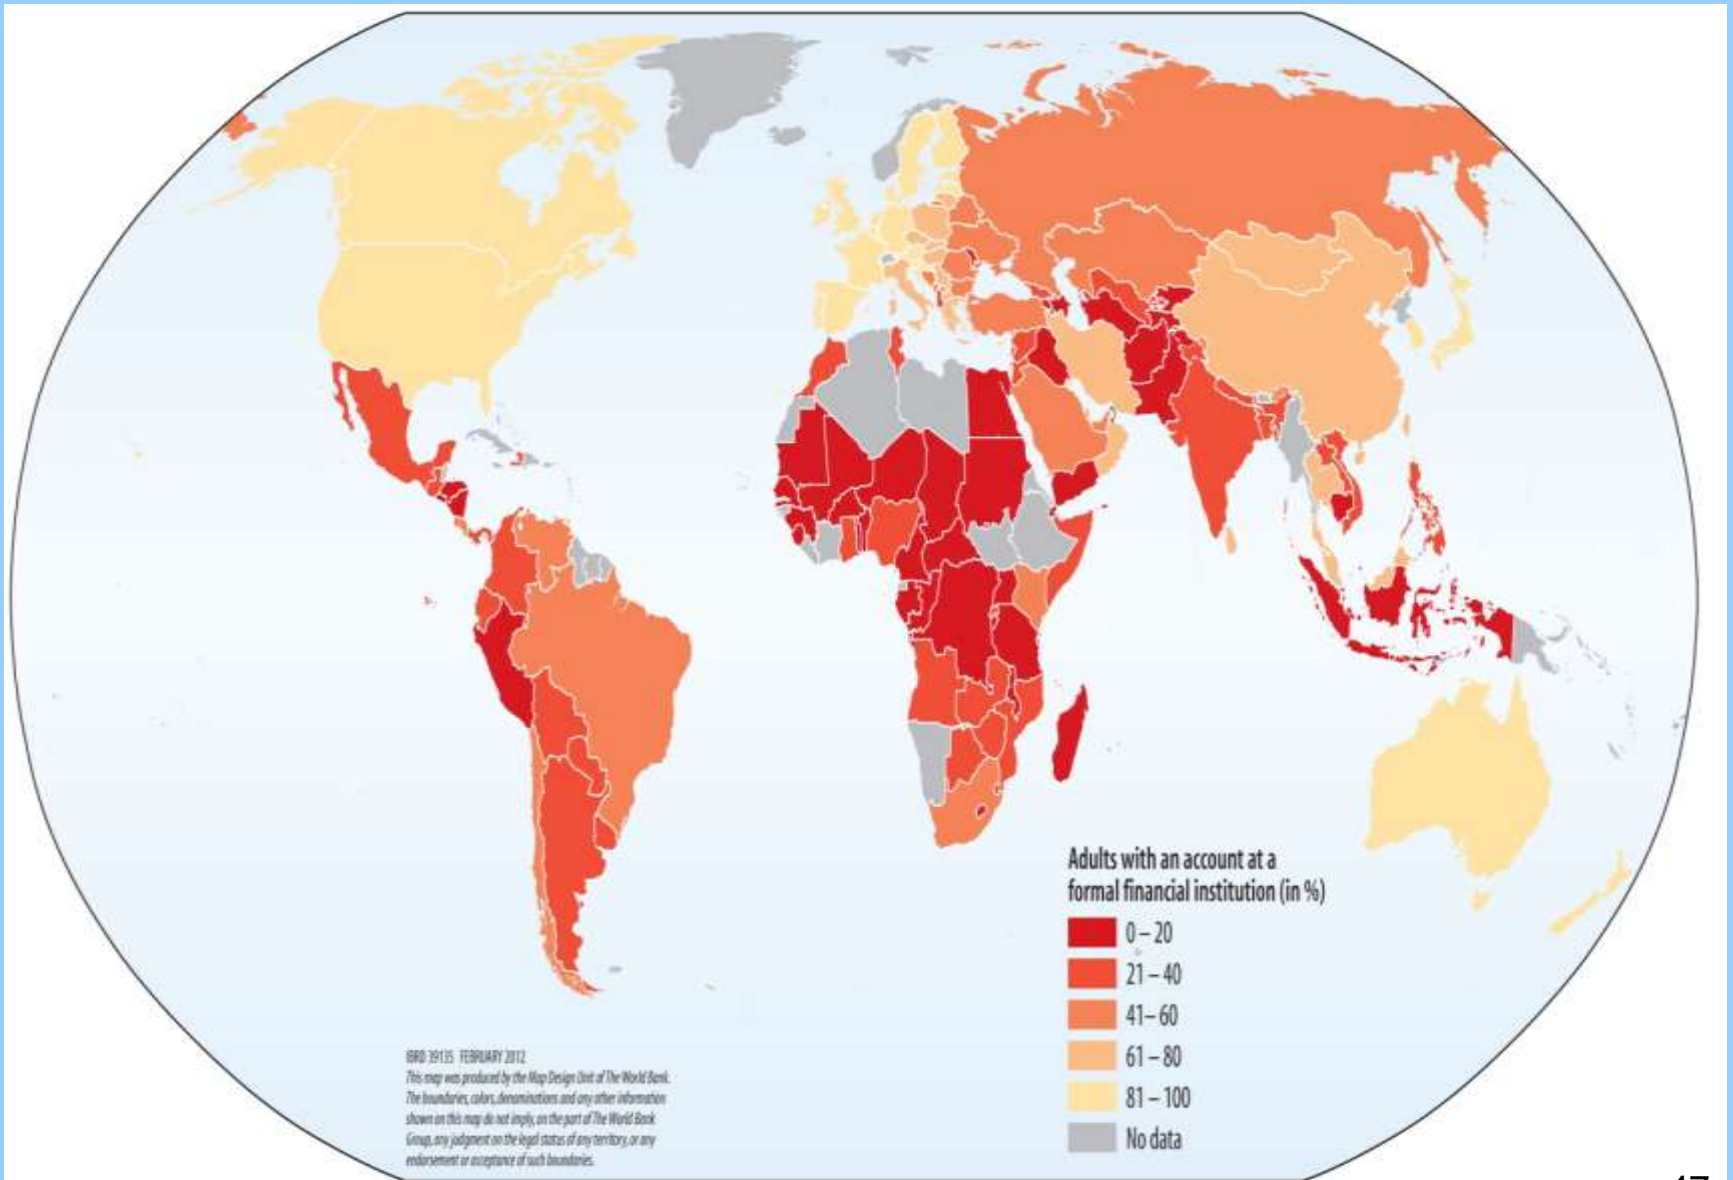 Adults with an account at a
formal financial institution (in %)
0 – 20
21 – 40
41– 60
61 – 80
81 – 100
No data
IBRD 39135 FEBRUARY 2012
This map was produced by the Map Design Unit of The World Bank.
The boundaries, colors, denominations and any other information
shown on this map do not imply, on the part of The World Bank
Group, any judgment on the legal status of any territory, or any
endorsement or acceptance of such boundaries.